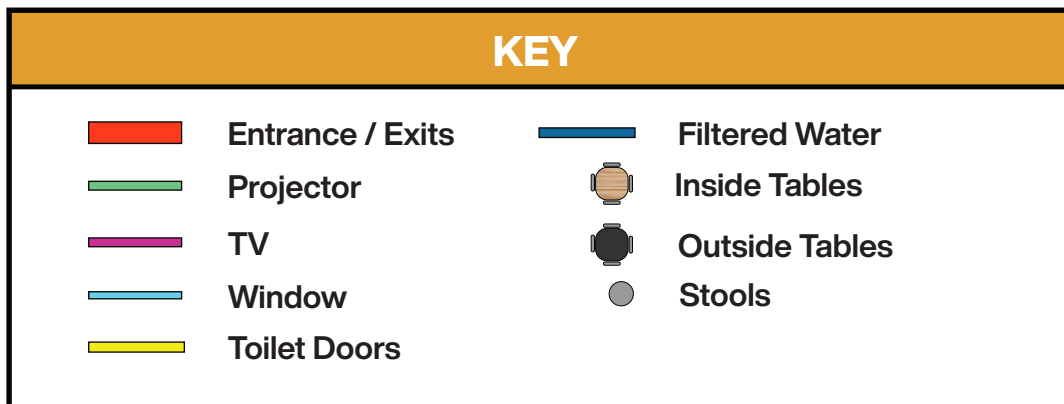 KEY
Entrance / Exits
Projector
TV
Window
Toilet Doors
Filtered Water
Inside Tables
Outside Tables
Stools